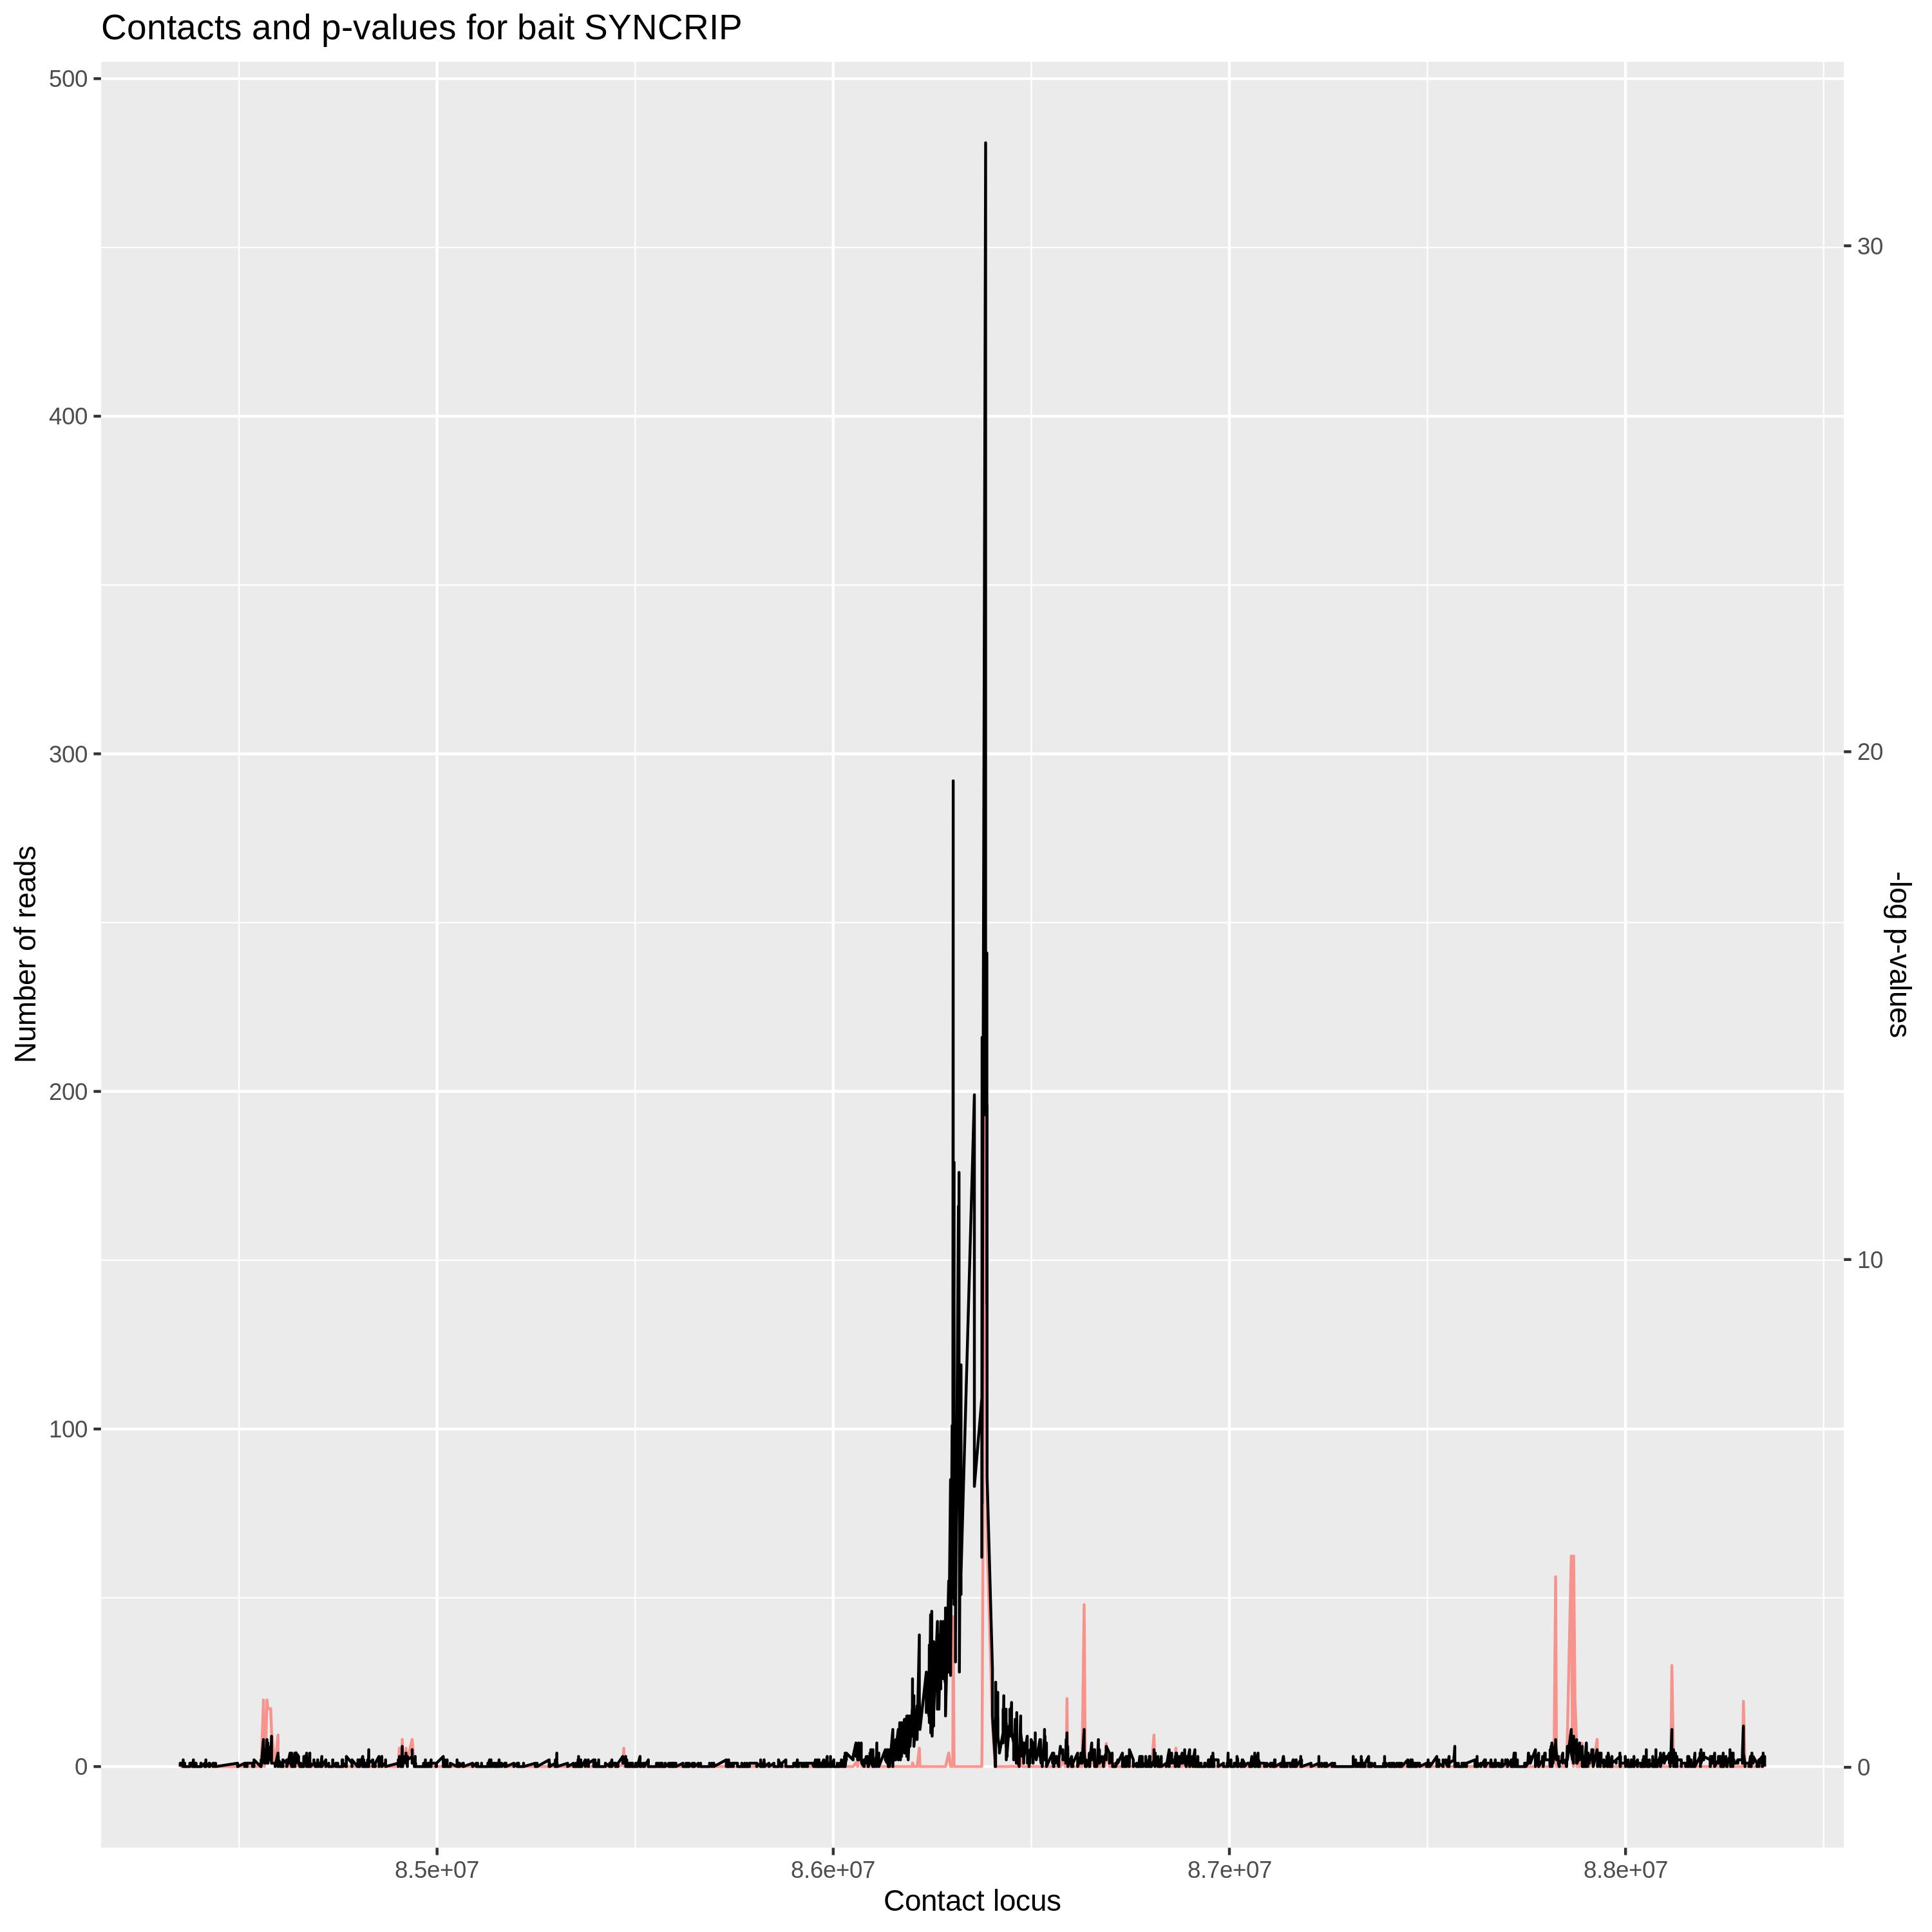 Contacts and p-values for bait SYNCRIP
500
400
300
200
100
0
Number of reads
30
20
10
0
-log p-values
8.5e+07
8.6e+07
8.7e+07
8.8e+07
Contact locus